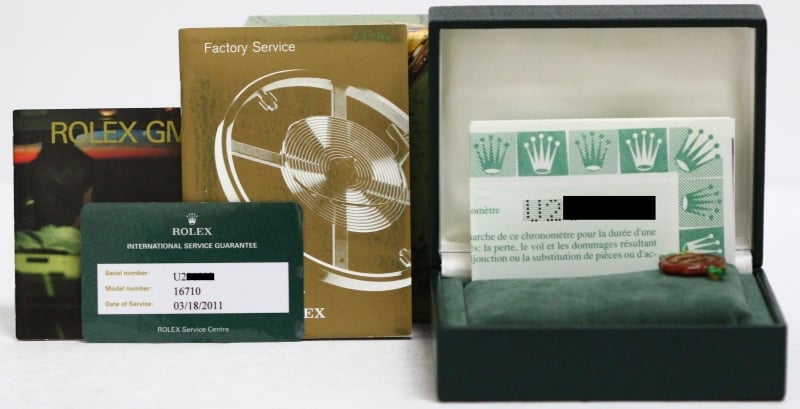 Factory Service
ROLEX GM
EX
ROLEX
INTERNATIONAL SERVICE GUARANTEE
Serial number: U2
Model number: 16710
Date of Service: 03/18/2011
ROLEX Service Centre
omètre U2
arche de ce chronomètre pour la durée d'une
s: la perte, le vol et les dommages résultant
jonction ou la substitution de pièces ou d'ac-